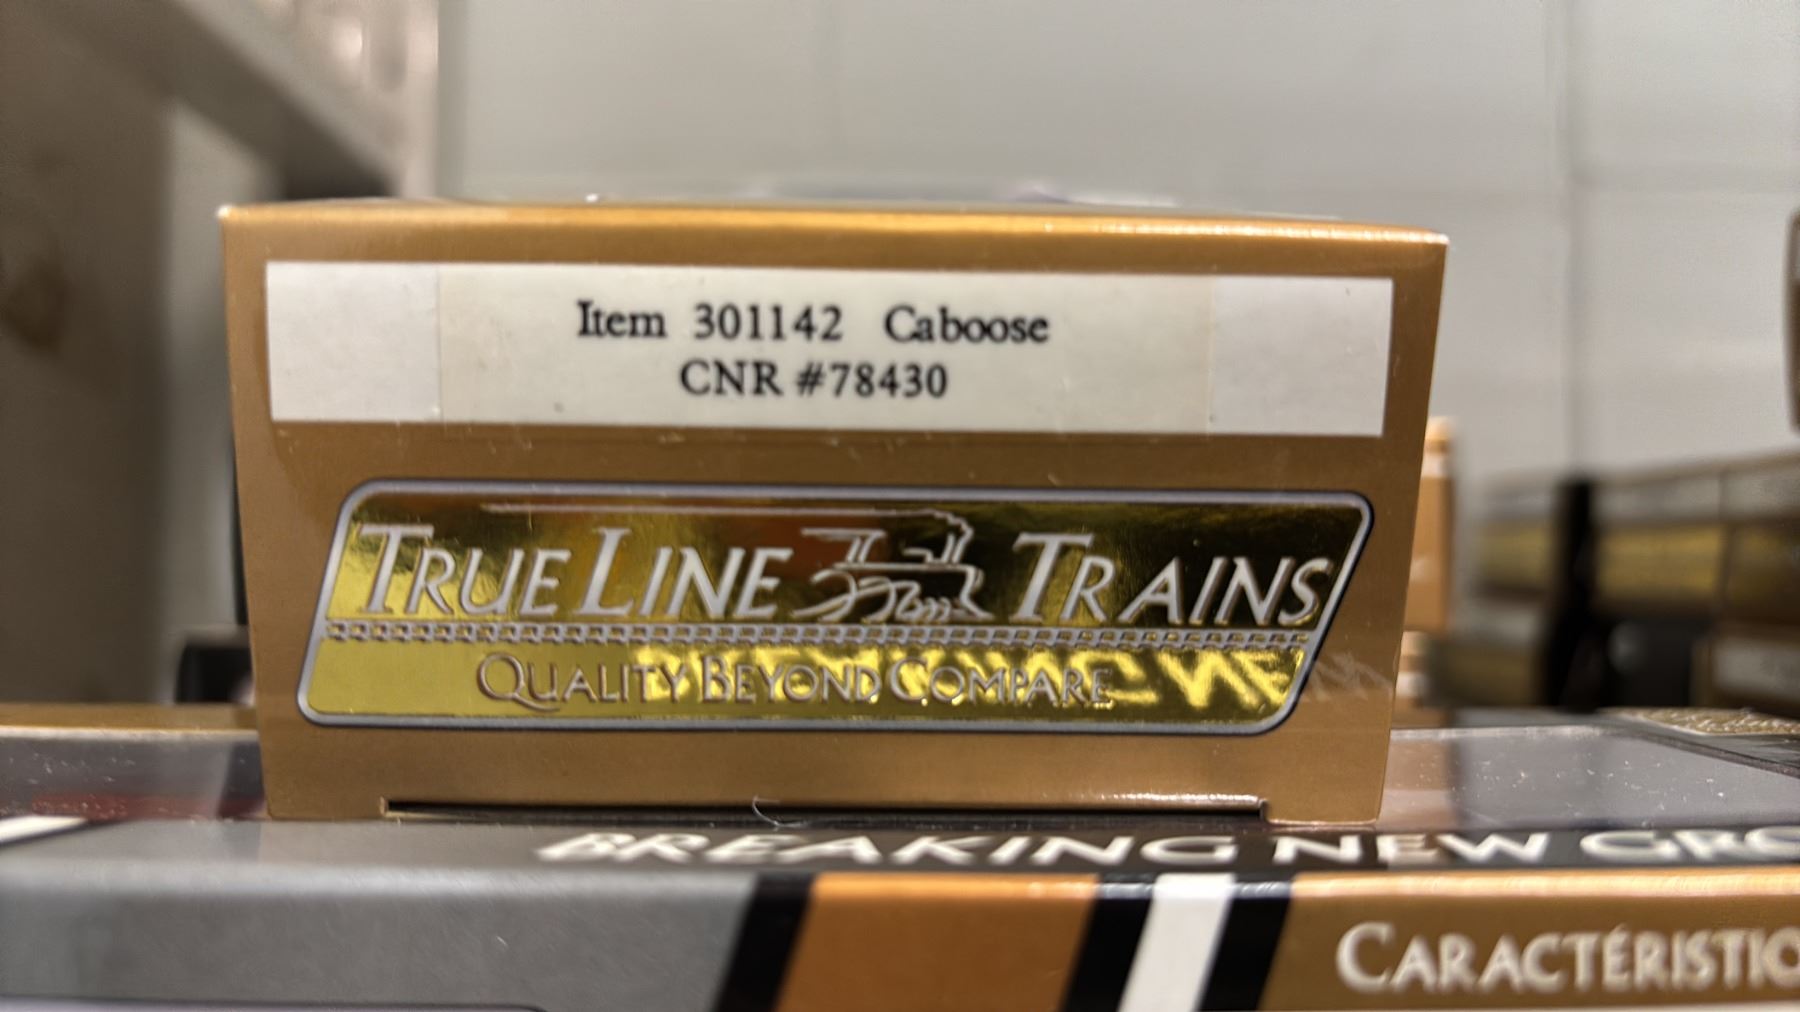 Item 301142 Caboose
CNR #78430
TRUE LINE TRAINS
QUALITY BEYOND COMPARE
BREAKING NEW GRO
CARACTÉRISTIQ